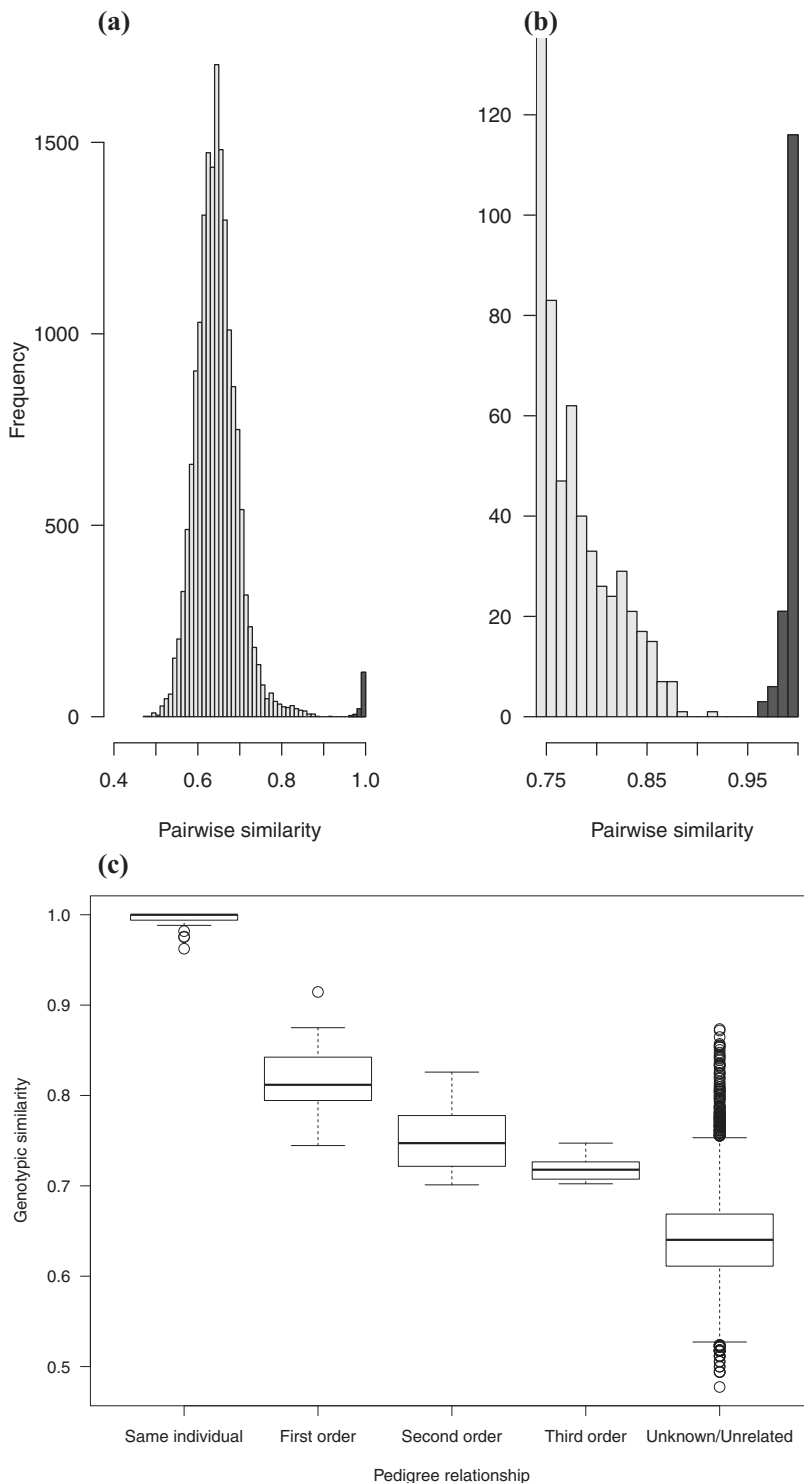 (a)
(b)
Frequency
1500
1000
500
0
0.4 0.6 0.8 1.0
Pairwise similarity
120
100
80
60
40
20
0
0.75 0.85 0.95
Pairwise similarity
(c)
Genotypic similarity
1.0
0.9
0.8
0.7
0.6
0.5
Same individual First order Second order Third order Unknown/Unrelated
Pedigree relationship